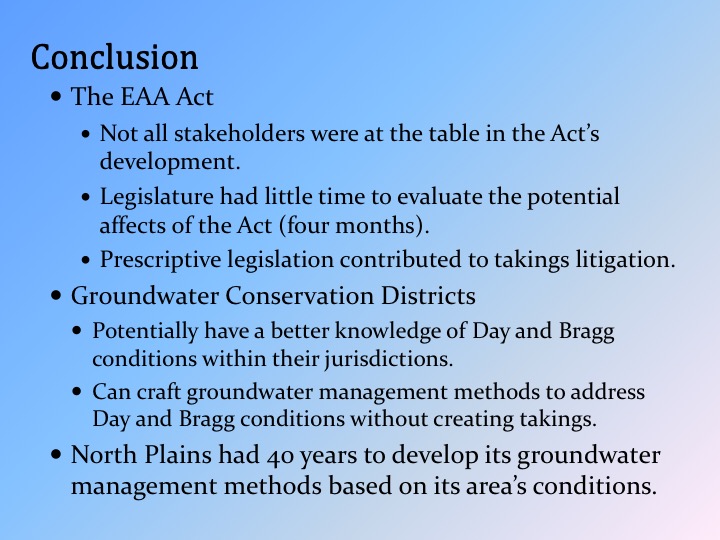 Conclusion
• The EAA Act
• Not all stakeholders were at the table in the Act’s
development.
• Legislature had little time to evaluate the potential
affects of the Act (four months).
• Prescriptive legislation contributed to takings litigation.
• Groundwater Conservation Districts
• Potentially have a better knowledge of Day and Bragg
conditions within their jurisdictions.
• Can craft groundwater management methods to address
Day and Bragg conditions without creating takings.
• North Plains had 40 years to develop its groundwater
management methods based on its area’s conditions.